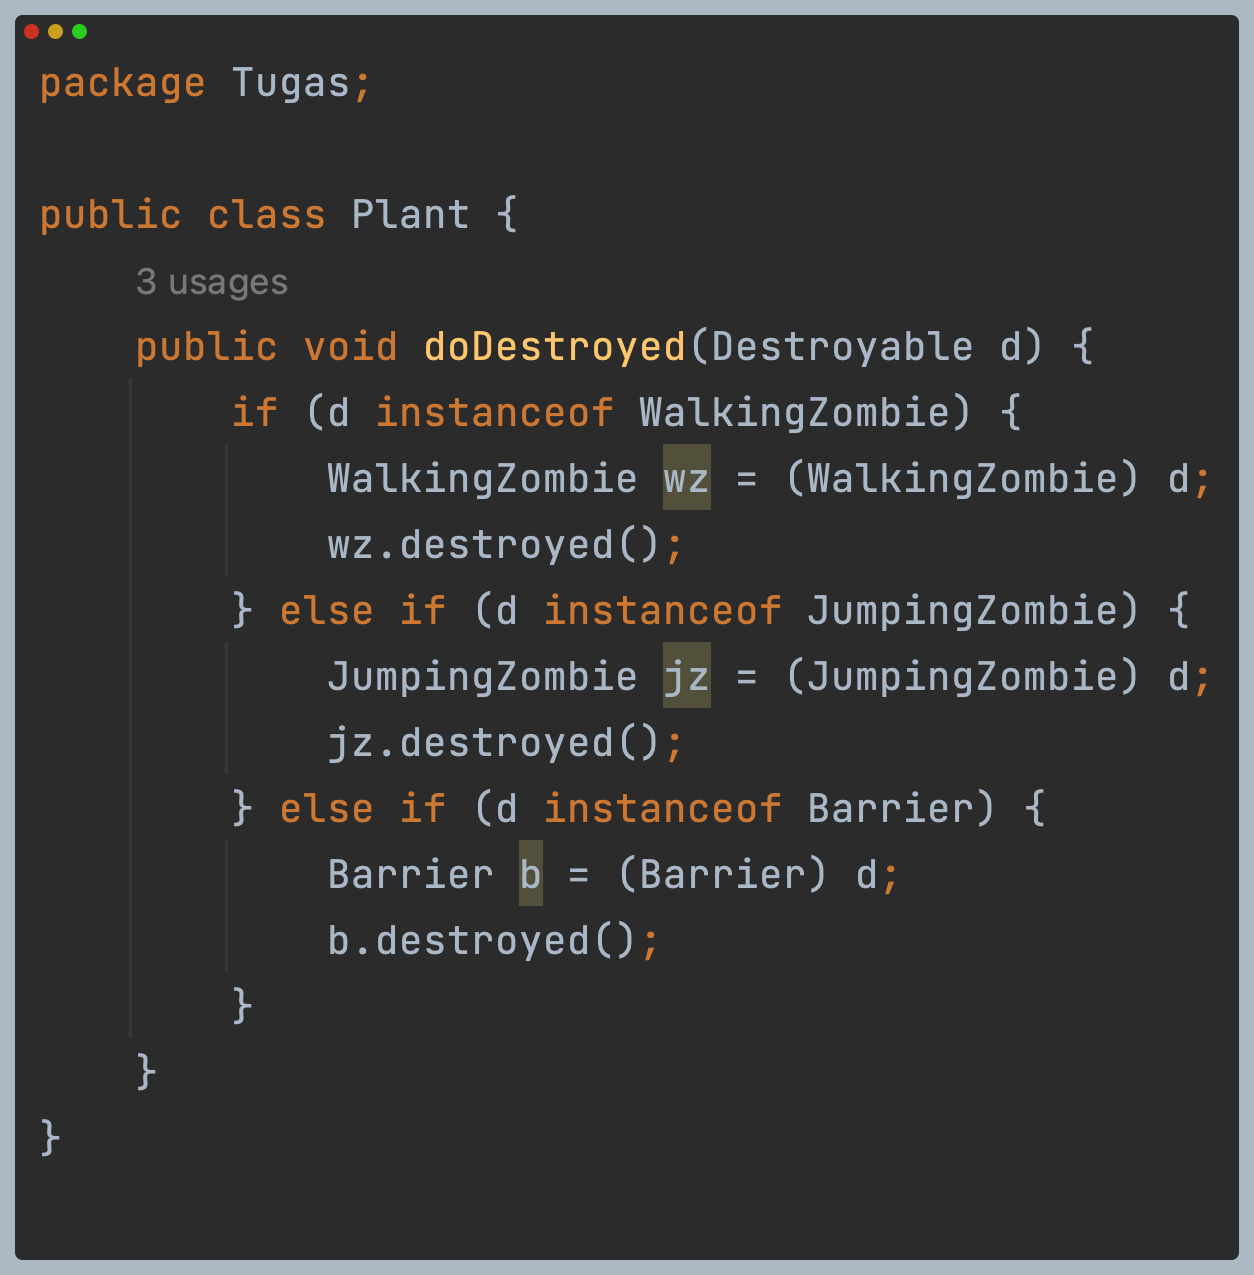 package Tugas;
public class Plant {
3 usages
public void doDestroyed(Destroyable d) {
if (d instanceof WalkingZombie) {
WalkingZombie wz = (WalkingZombie) d;
wz.destroyed();
} else if (d instanceof JumpingZombie) {
JumpingZombie jz = (JumpingZombie) d;
jz.destroyed();
} else if (d instanceof Barrier) {
Barrier b = (Barrier) d;
b.destroyed();
}
}
}